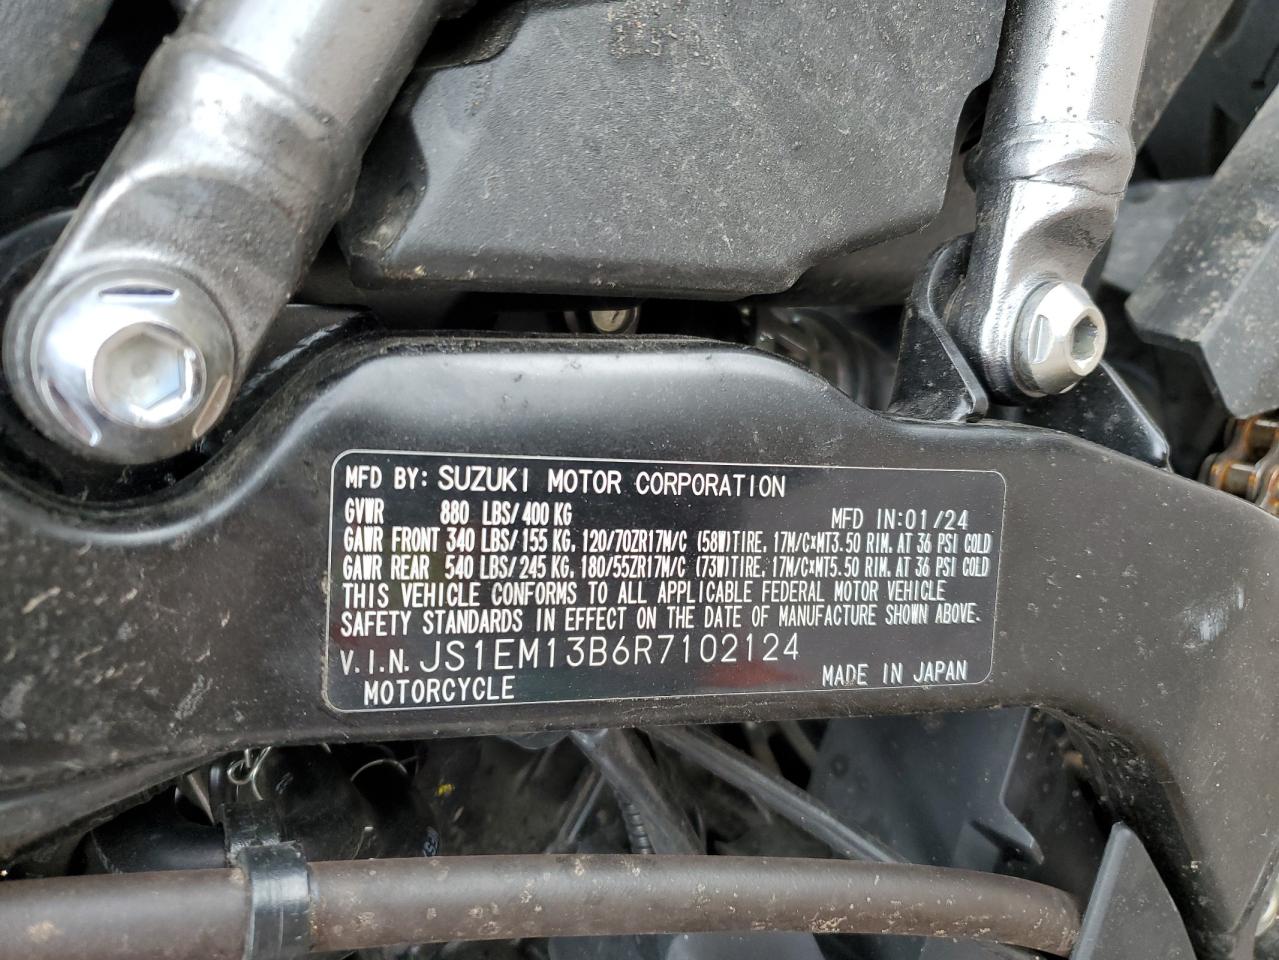 MFD BY: SUZUKI MOTOR CORPORATION
GVWR 880 LBS/ 400 KG MFD IN: 01/24
GAWR FRONT 340 LBS/ 155 KG. 120/70ZR17M/C (58W)TIRE. 17M/C×MT3.50 RIM. AT 36 PSI COLD
GAWR REAR 540 LBS/ 245 KG. 180/55ZR17M/C (73W)TIRE. 17M/C×MT5.50 RIM. AT 36 PSI COLD
THIS VEHICLE CONFORMS TO ALL APPLICABLE FEDERAL MOTOR VEHICLE
SAFETY STANDARDS IN EFFECT ON THE DATE OF MANUFACTURE SHOWN ABOVE.
V.I.N. JS1EM13B6R7102124
MOTORCYCLE MADE IN JAPAN